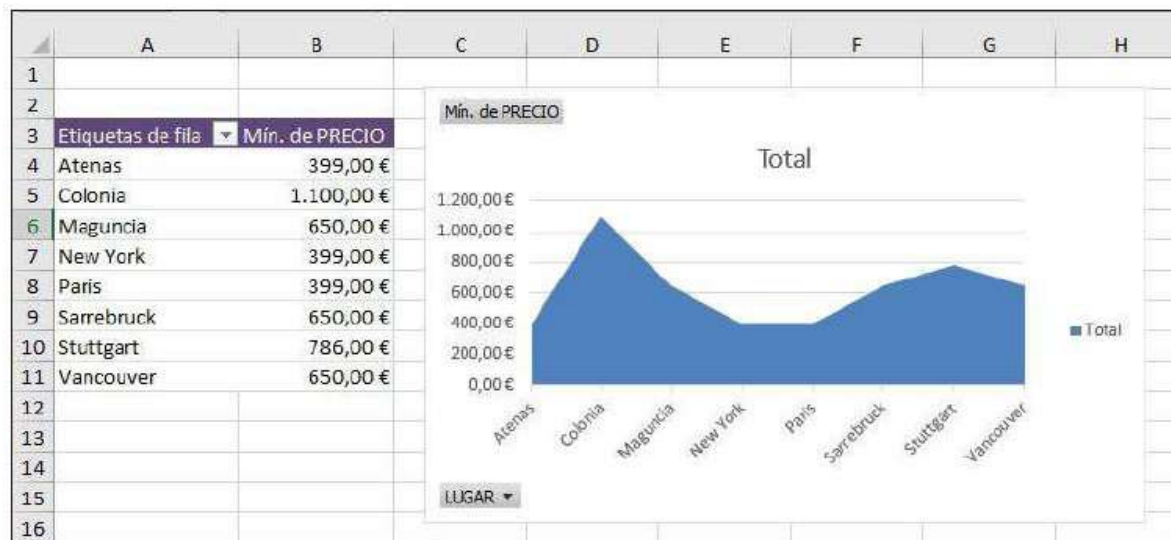 A B C D E F G H
1
2
3 Etiquetas de fila Mín. de PRECIO
4 Atenas 399,00 €
5 Colonia 1.100,00 €
6 Maguncia 650,00 €
7 New York 399,00 €
8 Paris 399,00 €
9 Sarrebruck 650,00 €
10 Stuttgart 786,00 €
11 Vancouver 650,00 €
12
13
14
15
16
Mín. de PRECIO
Total
1.200,00 €
1.000,00 €
800,00 €
600,00 €
400,00 €
200,00 €
0,00 €
Atenas Colonia Maguncia New York Paris Sarrebruck Stuttgart Vancouver
Total
LUGAR